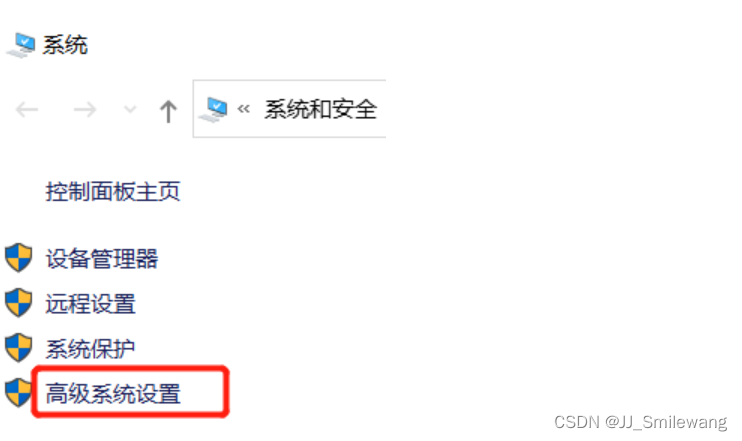 系统
« 系统和安全
控制面板主页
设备管理器
远程设置
系统保护
高级系统设置
CSDN @JJ_Smilewang